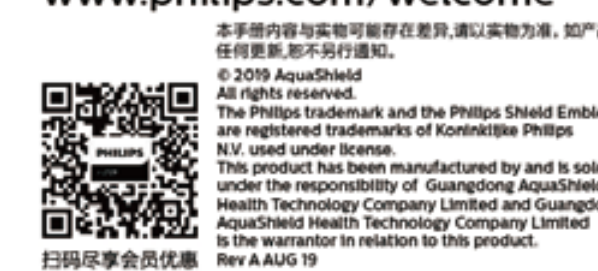 www.philips.com/welcome
本手册内容与实物可能存在差异,请以实物为准。如产
任何更新,恕不另行通知。
© 2019 AquaShield
All rights reserved.
The Philips trademark and the Philips Shield Emble
are registered trademarks of Koninklijke Philips
N.V. used under license.
This product has been manufactured by and is sold
under the responsibility of Guangdong AquaShield
Health Technology Company Limited and Guangdo
AquaShield Health Technology Company Limited
is the warrantor in relation to this product.
PHILIPS
扫码尽享会员优惠
Rev A AUG 19